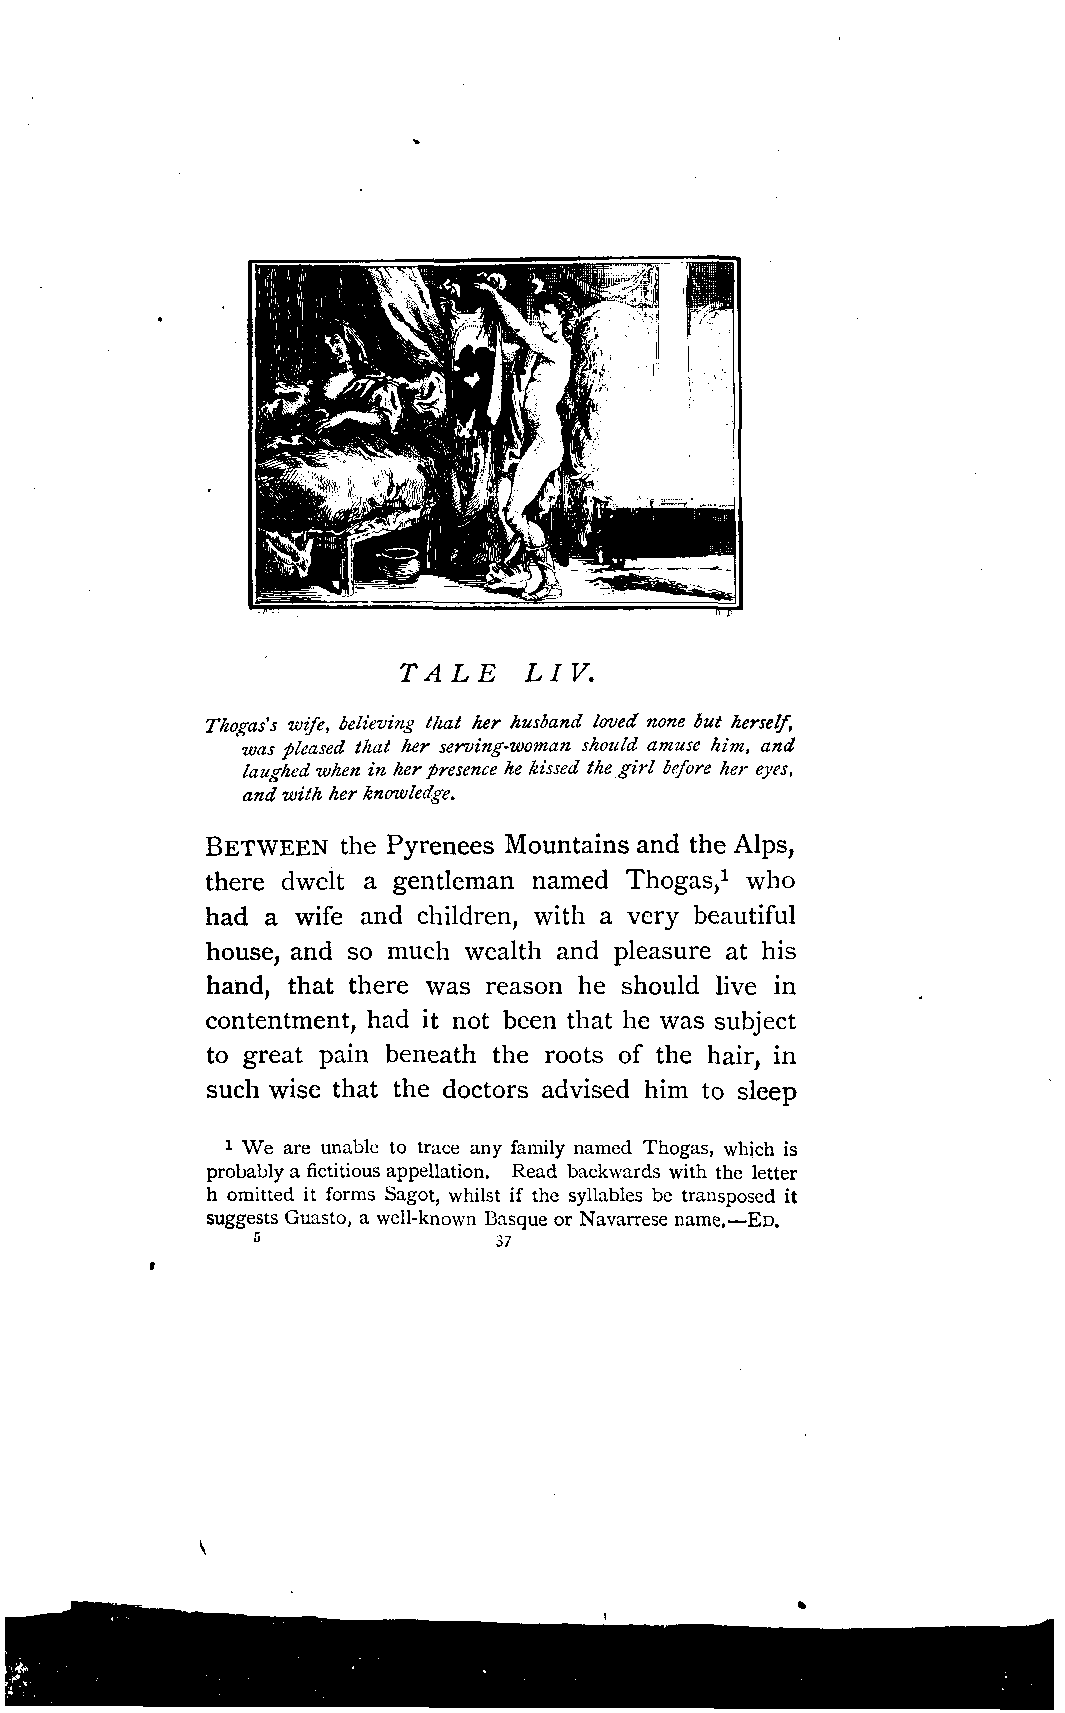 TALE LIV.
Thogas's wife, believing that her husband loved none but herself,
was pleased that her serving-woman should amuse him, and
laughed when in her presence he kissed the girl before her eyes,
and with her knowledge.
BETWEEN the Pyrenees Mountains and the Alps,
there dwelt a gentleman named Thogas,¹ who
had a wife and children, with a very beautiful
house, and so much wealth and pleasure at his
hand, that there was reason he should live in
contentment, had it not been that he was subject
to great pain beneath the roots of the hair, in
such wise that the doctors advised him to sleep
¹ We are unable to trace any family named Thogas, which is
probably a fictitious appellation. Read backwards with the letter
h omitted it forms Sagot, whilst if the syllables be transposed it
suggests Guasto, a well-known Basque or Navarrese name.—ED.
5 37